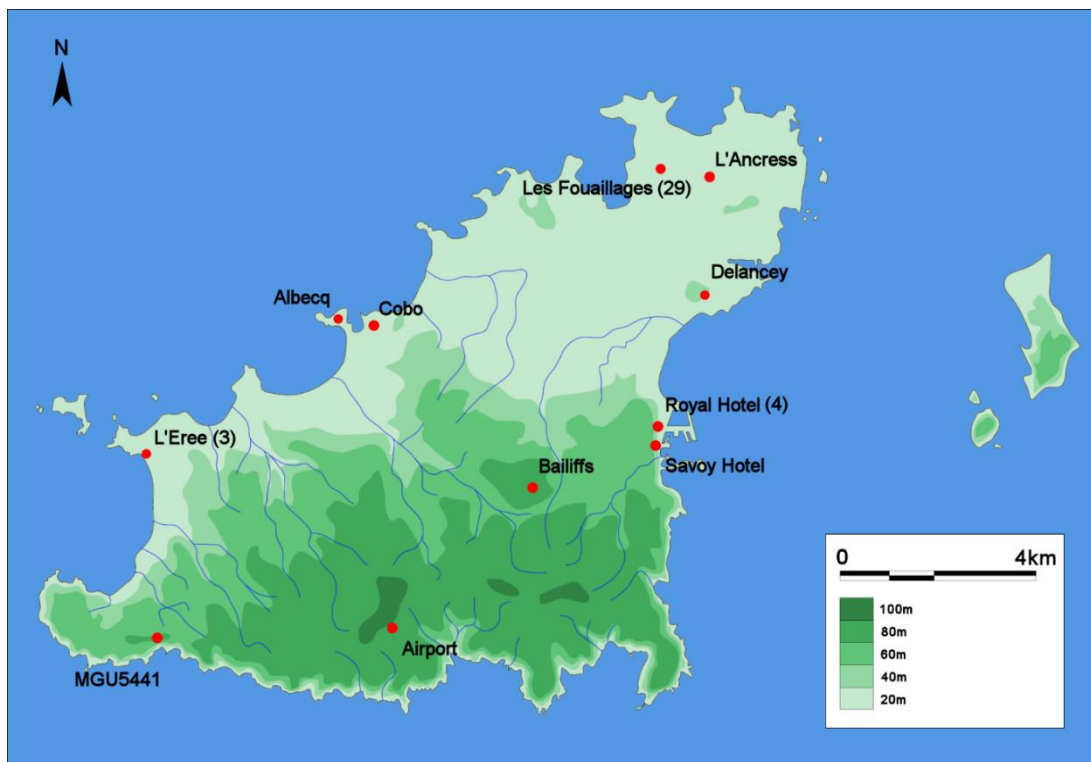 N
L'Ancress
Les Fouaillages (29)
Delancey
Albecq
Cobo
Royal Hotel (4)
L'Eree (3)
Savoy Hotel
Bailiffs
0 4km
100m
80m
60m
40m
20m
Airport
MGU5441